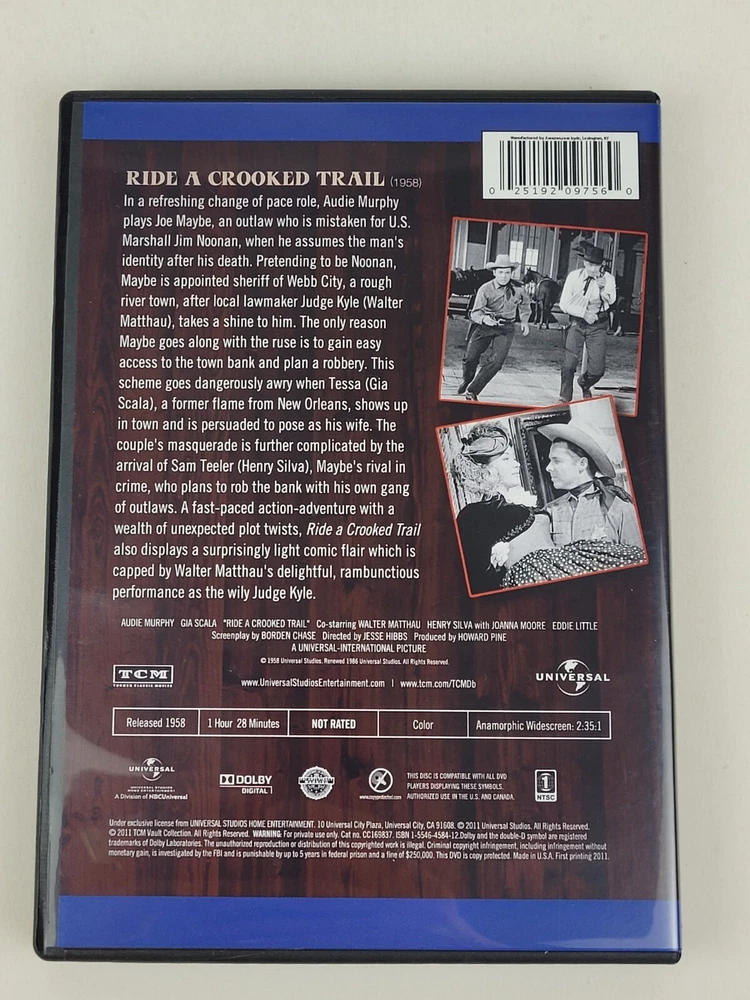 Manufactured by Amazon.com
0 25192 09756 0
RIDE A CROOKED TRAIL (1958)
In a refreshing change of pace role, Audie Murphy
plays Joe Maybe, an outlaw who is mistaken for U.S.
Marshall Jim Noonan, when he assumes the man's
identity after his death. Pretending to be Noonan,
Maybe is appointed sheriff of Webb City, a rough
river town, after local lawmaker Judge Kyle (Walter
Matthau), takes a shine to him. The only reason
Maybe goes along with the ruse is to gain easy
access to the town bank and plan a robbery. This
scheme goes dangerously awry when Tessa (Gia
Scala), a former flame from New Orleans, shows up
in town and is persuaded to pose as his wife. The
couple's masquerade is further complicated by the
arrival of Sam Teeler (Henry Silva), Maybe's rival in
crime, who plans to rob the bank with his own gang
of outlaws. A fast-paced action-adventure with a
wealth of unexpected plot twists, Ride a Crooked Trail
also displays a surprisingly light comic flair which is
capped by Walter Matthau's delightful, rambunctious
performance as the wily Judge Kyle.
AUDIE MURPHY GIA SCALA "RIDE A CROOKED TRAIL" Co-starring WALTER MATTHAU HENRY SILVA with JOANNA MOORE EDDIE LITTLE
Screenplay by BORDEN CHASE Directed by JESSE HIBBS Produced by HOWARD PINE
A UNIVERSAL-INTERNATIONAL PICTURE
© 1958 Universal Studios. Renewed 1986 Universal Studios. All Rights Reserved.
TCM
TURNER CLASSIC MOVIES
www.UniversalStudiosEntertainment.com | www.tcm.com/TCMDb
UNIVERSAL
Released 1958 1 Hour 28 Minutes NOT RATED Color Anamorphic Widescreen: 2:35:1
UNIVERSAL
UNIVERSAL STUDIOS
HOME ENTERTAINMENT
A Division of NBCUniversal
DOLBY
DIGITAL
www.copyprotected.com
THIS DISC IS COMPATIBLE WITH ALL DVD
PLAYERS DISPLAYING THESE SYMBOLS.
AUTHORIZED USE IN THE U.S. AND CANADA.
1
NTSC
Under exclusive license from UNIVERSAL STUDIOS HOME ENTERTAINMENT. 10 Universal City Plaza, Universal City, CA 91608. © 2011 Universal Studios. All Rights Reserved.
© 2011 TCM Vault Collection. All Rights Reserved. WARNING: For private use only. Cat no. CC169837. ISBN 1-5546-4584-12.Dolby and the double-D symbol are registered
trademarks of Dolby Laboratories. The unauthorized reproduction or distribution of this copyrighted work is illegal. Criminal copyright infringement, including infringement without
monetary gain, is investigated by the FBI and is punishable by up to 5 years in federal prison and a fine of $250,000. This DVD is copy protected. Made in U.S.A. First printing 2011.